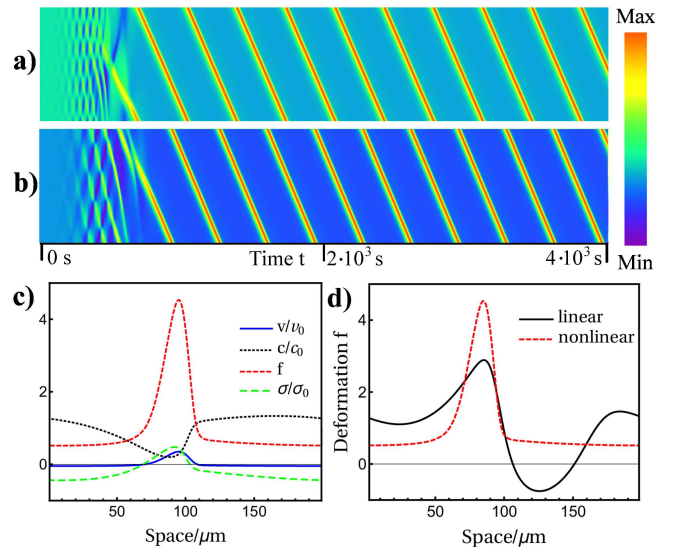 Max
a)
b)
Min
0 s
Time t
2·10³ s
4·10³ s
c)
4
2
0
v/v₀
c/c₀
f
σ/σ₀
50
100
150
Space/μm
d)
Deformation f
4
2
0
linear
nonlinear
50
100
150
Space/μm